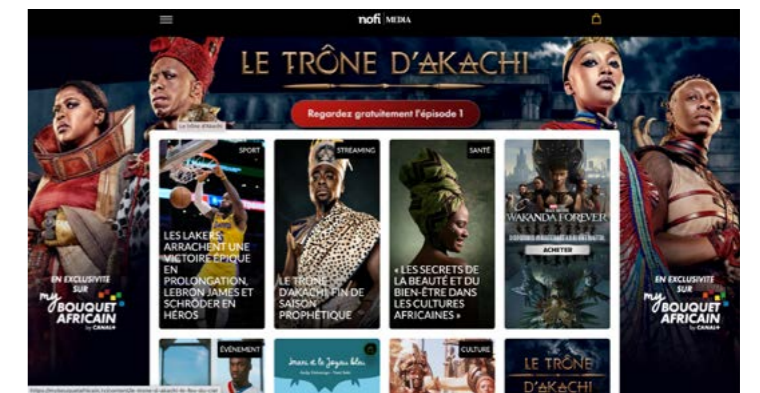 nofi MEDIA
LE TRÔNE D'AKACHI
Regardez gratuitement l'épisode 1
Le Trône d'Akachi
SPORT
LES LAKERS
ARRACHENT UNE
VICTOIRE ÉPIQUE
EN
PROLONGATION,
LEBRON JAMES ET
SCHRÖDER EN
HÉROS
STREAMING
LE TRÔNE
D'AKACHI, FIN DE
SAISON
PROPHÉTIQUE
SANTÉ
« LES SECRETS DE
LA BEAUTÉ ET DU
BIEN-ÊTRE DANS
LES CULTURES
AFRICAINES »
WAKANDA FOREVER
ACHETER
EN EXCLUSIVITÉ
SUR
my
BOUQUET
AFRICAIN
by CANAL+
EN EXCLUSIVITÉ
SUR
my
BOUQUET
AFRICAIN
by CANAL+
ÉVÉNEMENT
CULTURE
LE TRÔNE
D'AKACHI